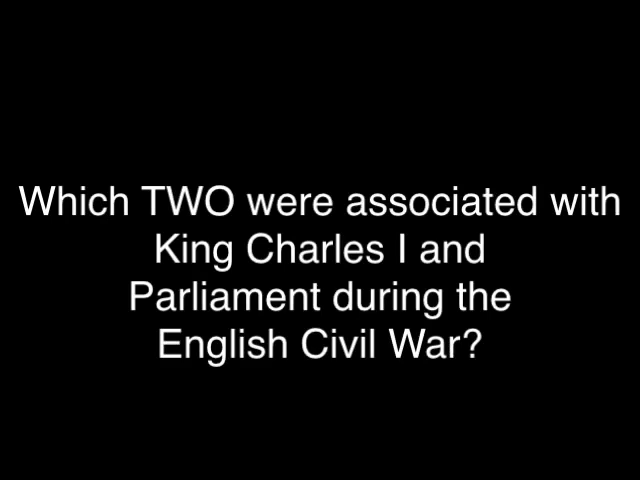 Which TWO were associated with
King Charles I and
Parliament during the
English Civil War?